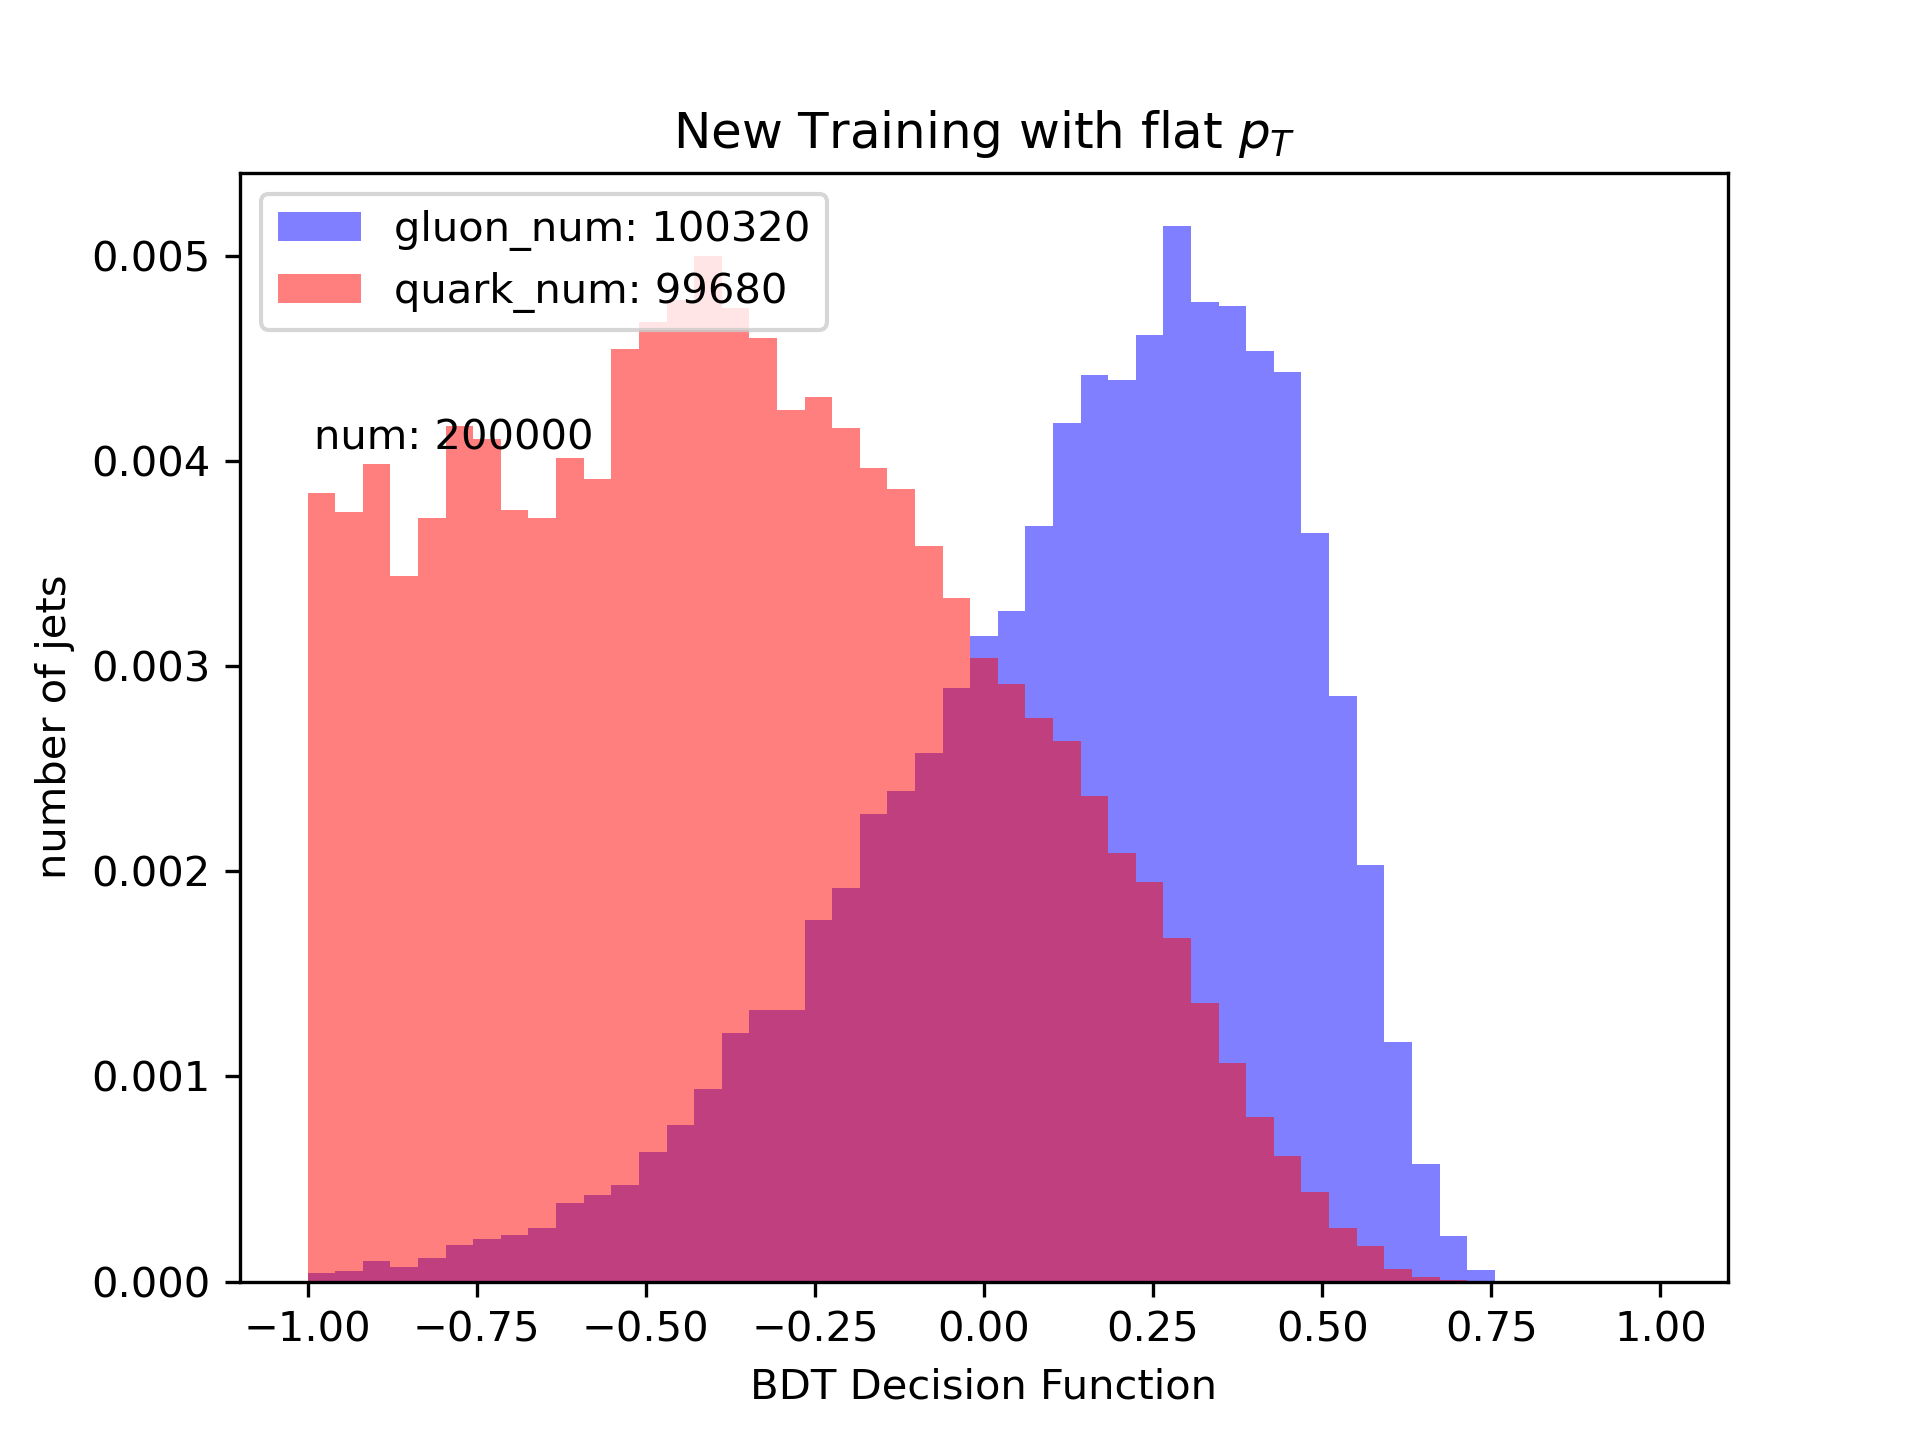 New Training with flat p_T
gluon_num: 100320
quark_num: 99680
num: 200000
number of jets
0.005
0.004
0.003
0.002
0.001
0.000
−1.00 −0.75 −0.50 −0.25 0.00 0.25 0.50 0.75 1.00
BDT Decision Function